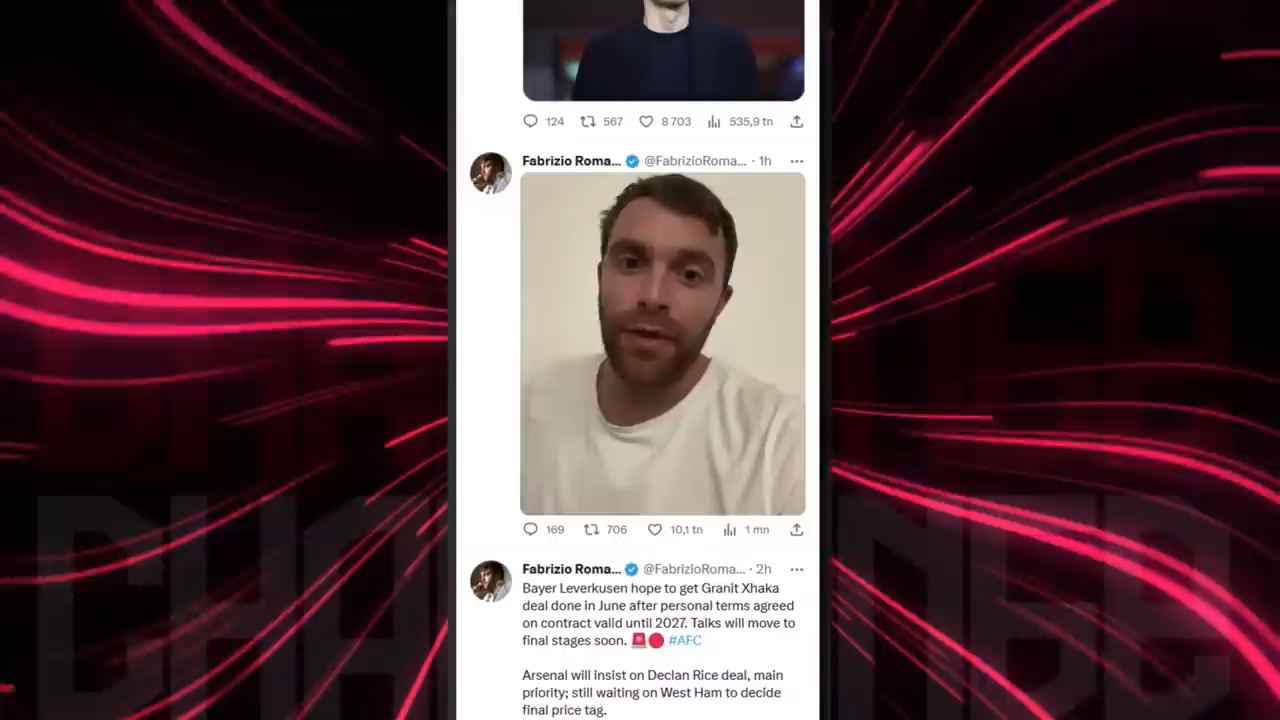 124 567 8 703 535,9 tn
Fabrizio Roma... @FabrizioRoma... · 1h ···
169 706 10,1 tn 1 mn
Fabrizio Roma... @FabrizioRoma... · 2h ···
Bayer Leverkusen hope to get Granit Xhaka
deal done in June after personal terms agreed
on contract valid until 2027. Talks will move to
final stages soon. 🚨🔴 #AFC
Arsenal will insist on Declan Rice deal, main
priority; still waiting on West Ham to decide
final price tag.